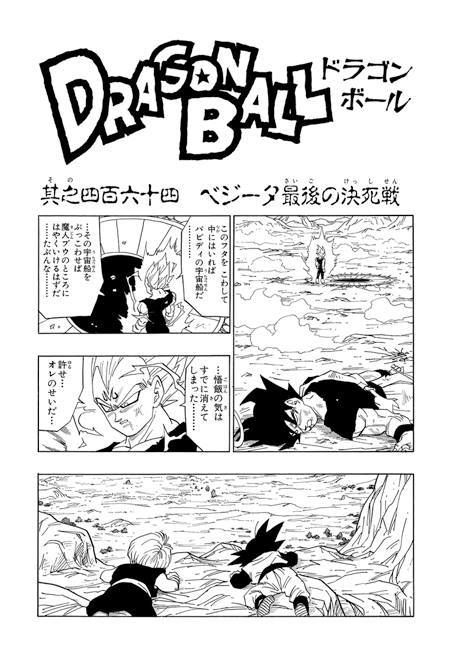 DRAGON
BALL
ドラゴン
ボール
其之四百六十四 ベジータ最後の決死戦
このフタを こわして
中にはいれば
バビディの宇宙船だ
…その宇宙船を
ぶっこわせば
魔人ブウのところに
はやくいけるはずだ
……たぶんな……
…悟飯の気は
すでに消えて
しまった……
許せ…
オレのせいだ…